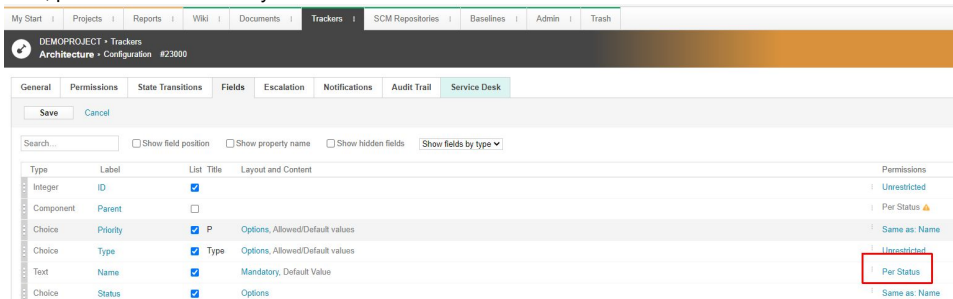 My Start Projects Reports Wiki Documents Trackers SCM Repositories Baselines Admin Trash
DEMOPROJECT • Trackers
Architecture • Configuration #23000
General Permissions State Transitions Fields Escalation Notifications Audit Trail Service Desk
Save Cancel
Search... Show field position Show property name Show hidden fields Show fields by type
Type Label List Title Layout and Content Permissions
Integer ID Unrestricted
Component Parent Per Status
Choice Priority P Options, Allowed/Default values Same as: Name
Choice Type Type Options, Allowed/Default values Unrestricted
Text Name Mandatory, Default Value Per Status
Choice Status Options Same as: Name